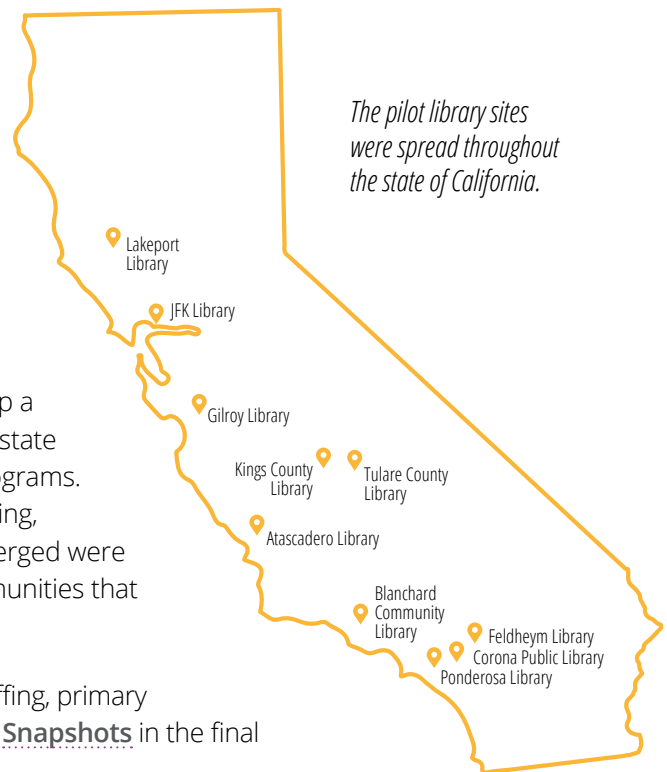 The pilot library sites
were spread throughout
the state of California.
Lakeport
Library
JFK Library
Gilroy Library
Kings County
Library
Tulare County
Library
Atascadero Library
Blanchard
Community
Library
Feldheym Library
Corona Public Library
Ponderosa Library
p a
state
ograms.
ing,
erged were
unities that
ffing, primary
Snapshots in the final